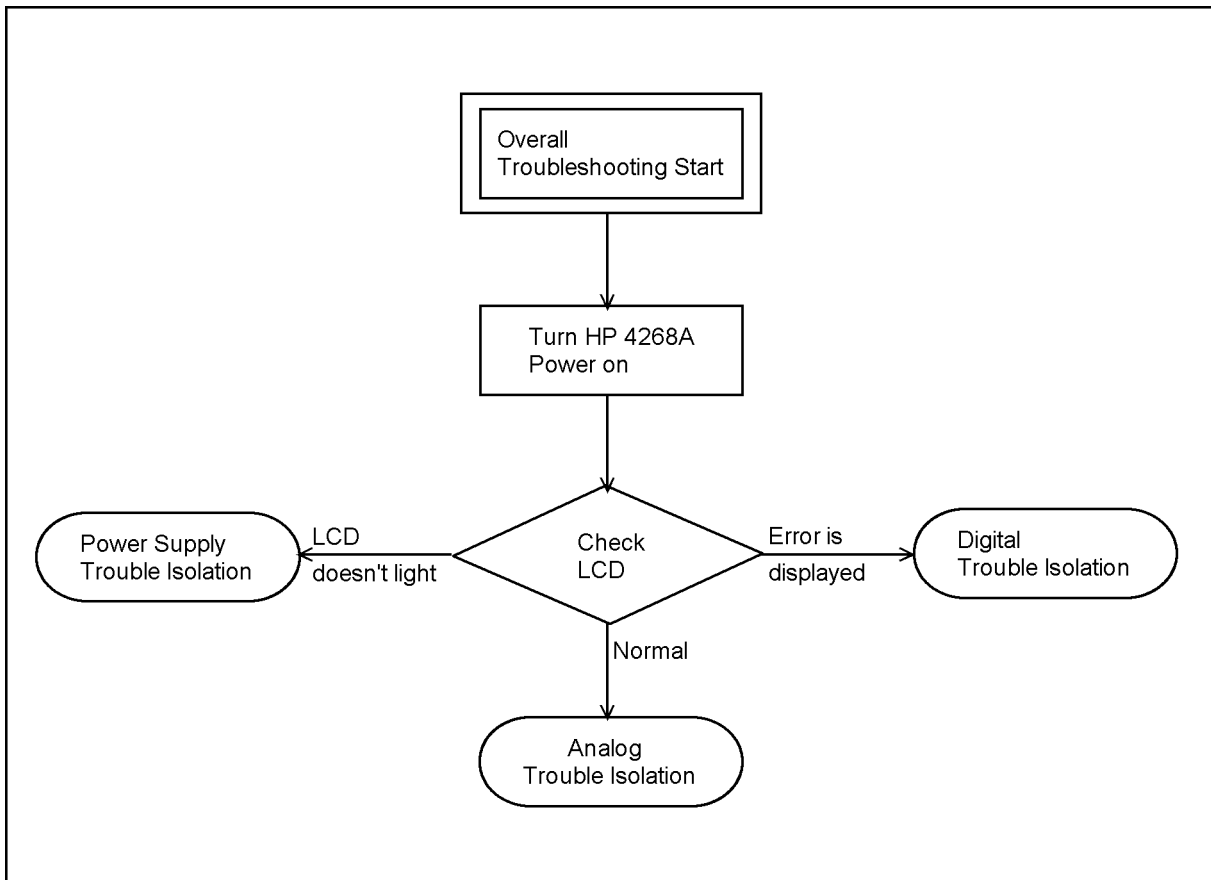 Overall
Troubleshooting Start
Turn HP 4268A
Power on
Check
LCD
LCD
doesn't light
Power Supply
Trouble Isolation
Error is
displayed
Digital
Trouble Isolation
Normal
Analog
Trouble Isolation